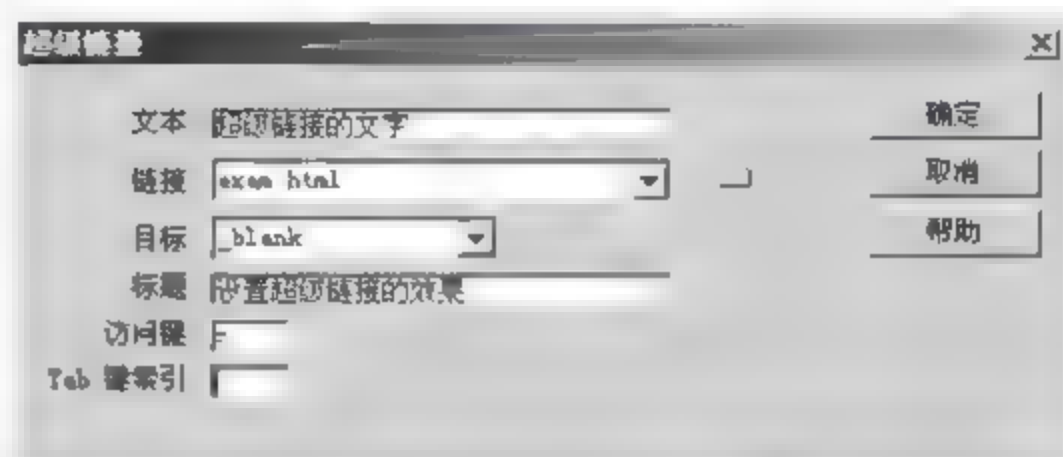 超级链接
文本 超级链接的文字 确定
链接 exam html 取消
目标 _blank 帮助
标题 设置超级链接的效果
访问键
Tab 键索引